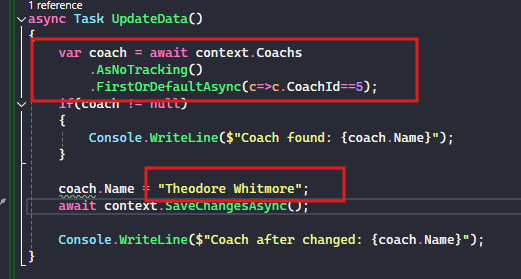 1 reference
async Task UpdateData()
{
var coach = await context.Coachs
.AsNoTracking()
.FirstOrDefaultAsync(c=>c.CoachId==5);
if(coach != null)
{
Console.WriteLine($"Coach found: {coach.Name}");
}
coach.Name = "Theodore Whitmore";
await context.SaveChangesAsync();
Console.WriteLine($"Coach after changed: {coach.Name}");
}